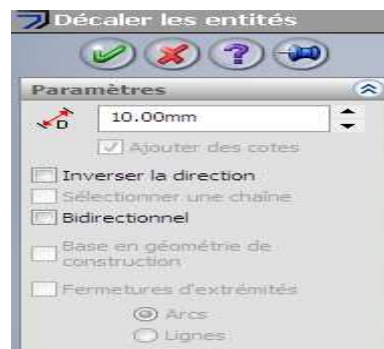 Décaler les entités
?
Paramètres
D
10.00mm
Ajouter des cotes
Inverser la direction
Sélectionner une chaîne
Bidirectionnel
Base en géométrie de
construction
Fermetures d'extrémités
Arcs
Lignes